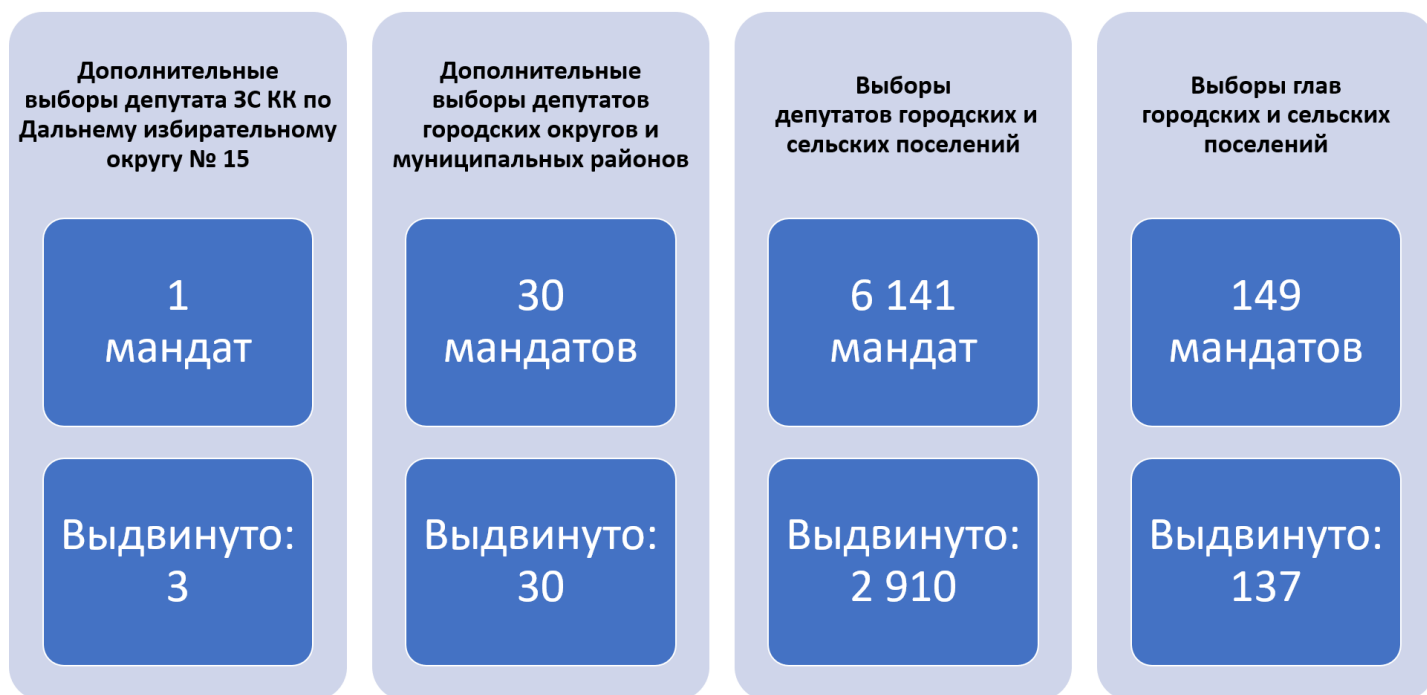 Дополнительные
выборы депутата ЗС КК по
Дальнему избирательному
округу № 15
1
мандат
Выдвинуто:
3
Дополнительные
выборы депутатов
городских округов и
муниципальных районов
30
мандатов
Выдвинуто:
30
Выборы
депутатов городских и
сельских поселений
6 141
мандат
Выдвинуто:
2 910
Выборы глав
городских и сельских
поселений
149
мандатов
Выдвинуто:
137